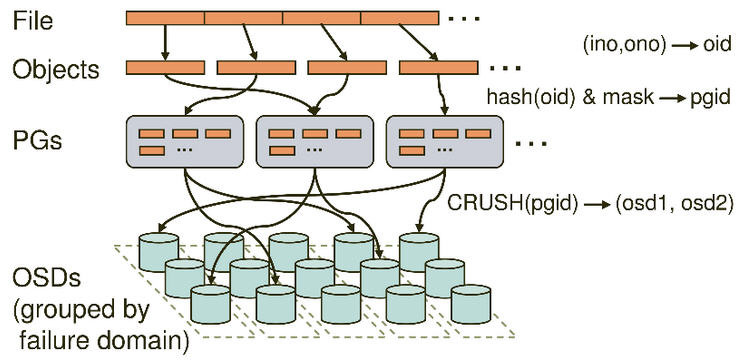 File ...
(ino,ono) → oid
Objects ...
hash(oid) & mask → pgid
PGs ...
... ... ...
CRUSH(pgid) → (osd1, osd2)
OSDs
(grouped by
failure domain)